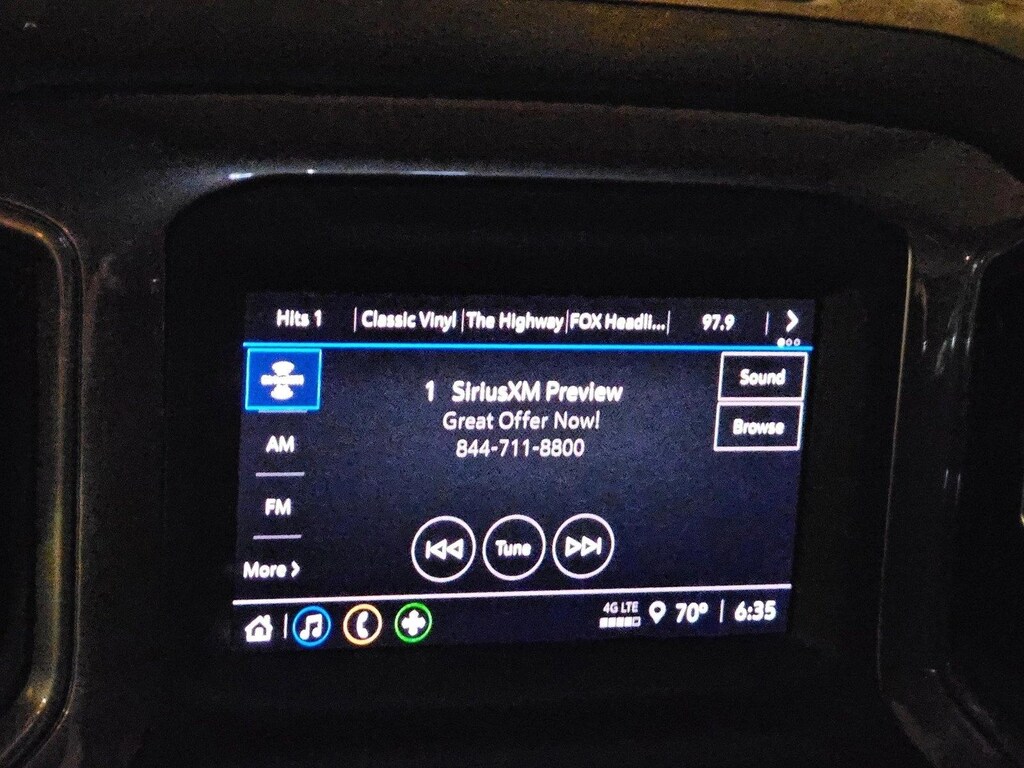 Hits 1 | Classic Vinyl | The Highway | FOX Headli... | 97.9
1 SiriusXM Preview
Great Offer Now!
844-711-8800
Sound
Browse
AM
FM
More
Tune
4G LTE 70° | 6:35